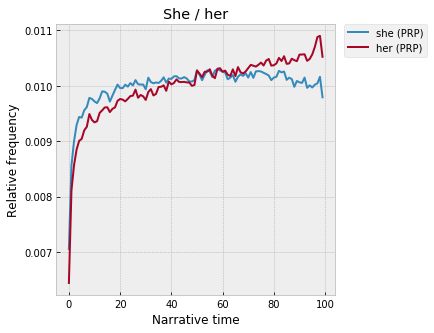 She / her
she (PRP)
her (PRP)
0.011
0.010
0.009
0.008
0.007
Relative frequency
0 20 40 60 80 100
Narrative time